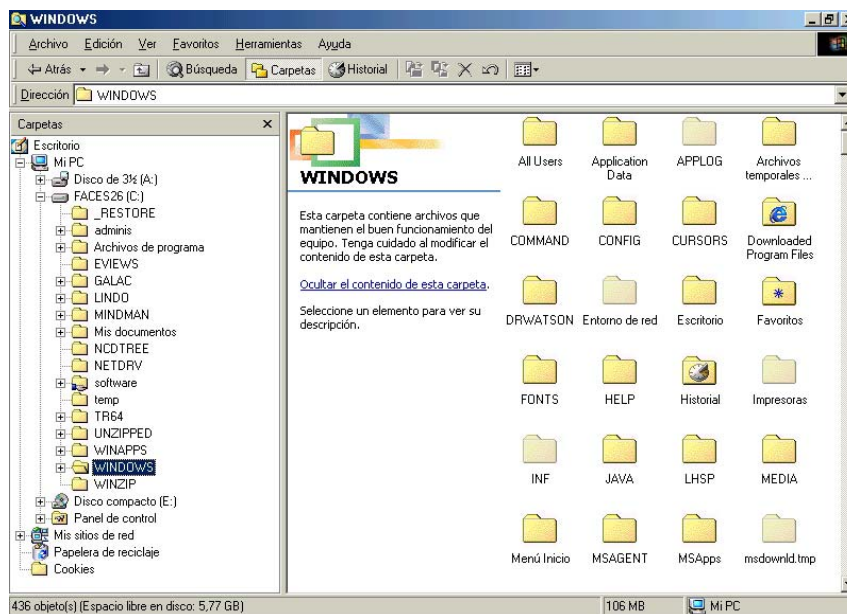 WINDOWS
Archivo Edición Ver Favoritos Herramientas Ayuda
Atrás Búsqueda Carpetas Historial
Dirección WINDOWS
Carpetas
Escritorio
Mi PC
Disco de 3½ (A:)
FACES26 (C:)
_RESTORE
adminis
Archivos de programa
EVIEWS
GALAC
LINDO
MINDMAN
Mis documentos
NCDTREE
NETDRV
software
temp
TR64
UNZIPPED
WINAPPS
WINDOWS
WINZIP
Disco compacto (E:)
Panel de control
Mis sitios de red
Papelera de reciclaje
Cookies
WINDOWS
Esta carpeta contiene archivos que
mantienen el buen funcionamiento del
equipo. Tenga cuidado al modificar el
contenido de esta carpeta.
Ocultar el contenido de esta carpeta.
Seleccione un elemento para ver su
descripción.
All Users
Application
Data
APPLOG
Archivos
temporales ...
COMMAND
CONFIG
CURSORS
Downloaded
Program Files
DRWATSON
Entorno de red
Escritorio
Favoritos
FONTS
HELP
Historial
Impresoras
INF
JAVA
LHSP
MEDIA
Menú Inicio
MSAGENT
MSApps
msdownld.tmp
436 objeto(s) (Espacio libre en disco: 5,77 GB)
106 MB
Mi PC